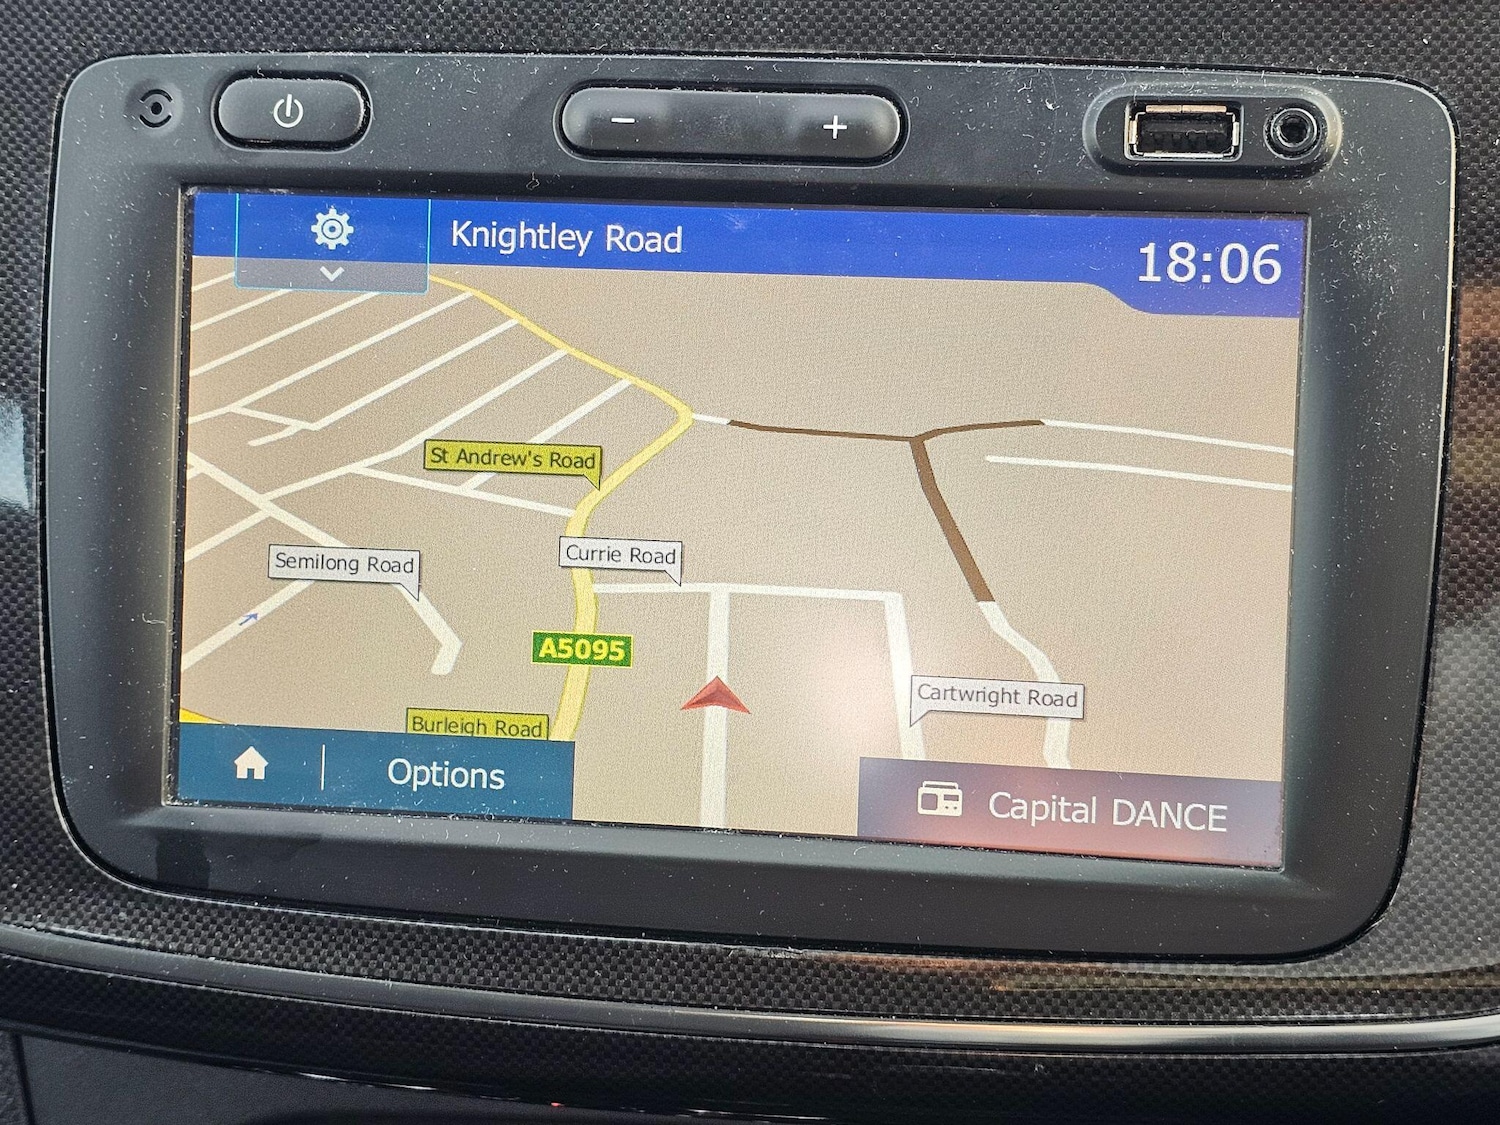 − +
Knightley Road
18:06
St Andrew's Road
Currie Road
Semilong Road
A5095
Cartwright Road
Burleigh Road
Options
Capital DANCE